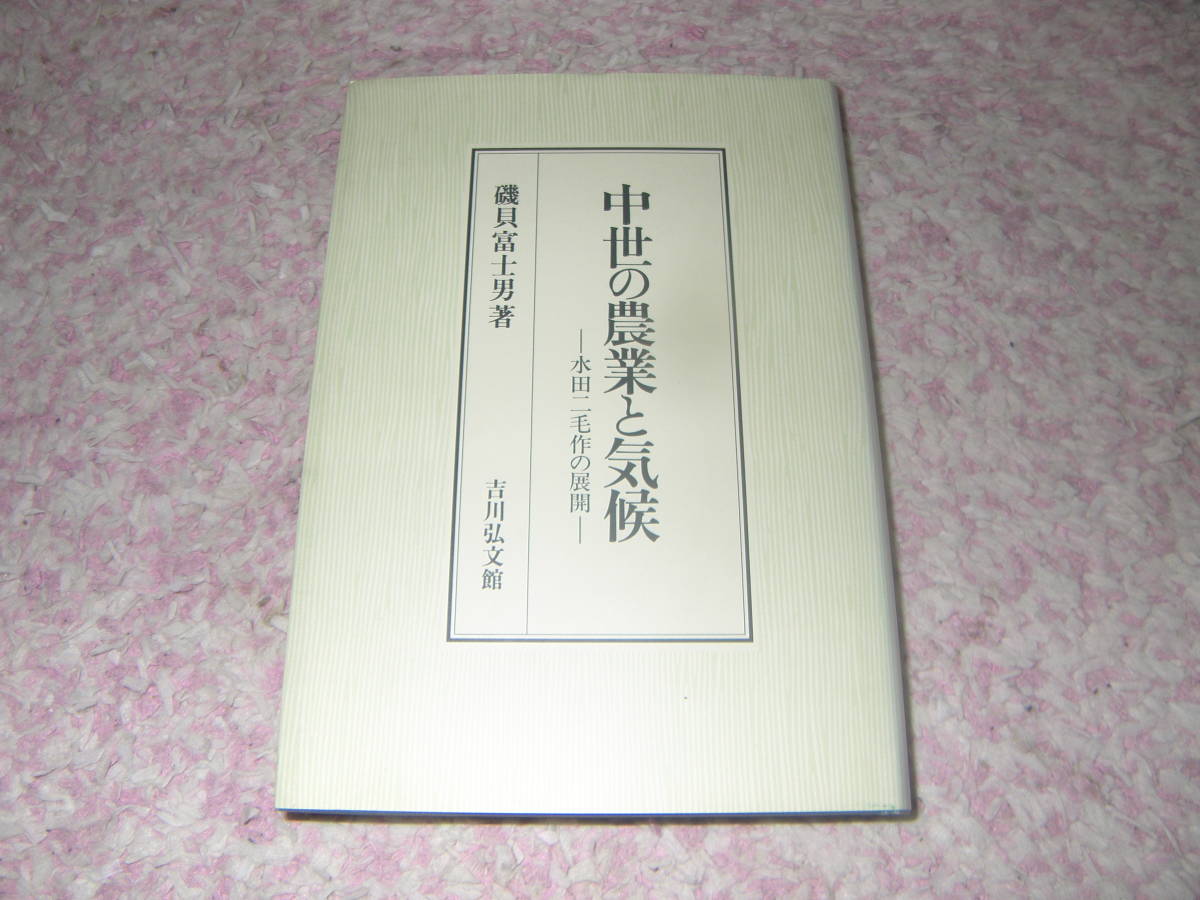 中世の農業と気候
―水田二毛作の展開―
磯貝富士男著
吉川弘文館